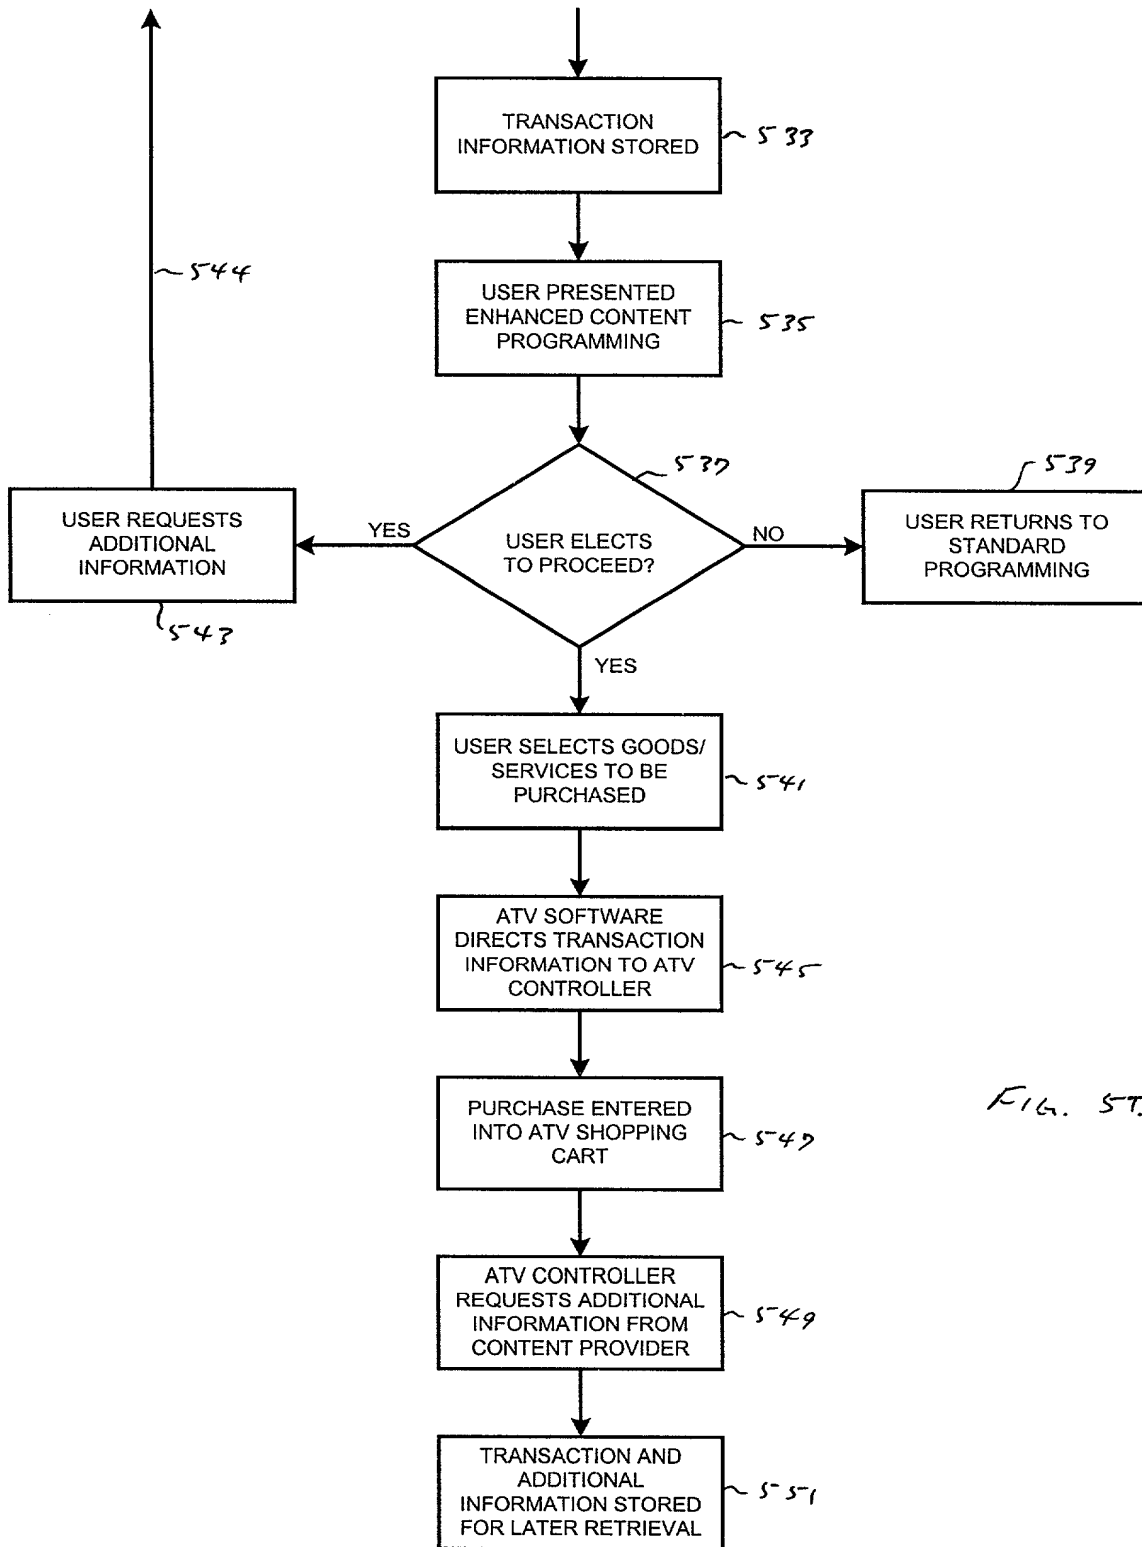 TRANSACTION
INFORMATION STORED
533
544
USER PRESENTED
ENHANCED CONTENT
PROGRAMMING
535
537
539
USER REQUESTS
ADDITIONAL
INFORMATION
YES
USER ELECTS
TO PROCEED?
NO
USER RETURNS TO
STANDARD
PROGRAMMING
543
YES
USER SELECTS GOODS/
SERVICES TO BE
PURCHASED
541
ATV SOFTWARE
DIRECTS TRANSACTION
INFORMATION TO ATV
CONTROLLER
545
PURCHASE ENTERED
INTO ATV SHOPPING
CART
547
FIG.
ATV CONTROLLER
REQUESTS ADDITIONAL
INFORMATION FROM
CONTENT PROVIDER
549
TRANSACTION AND
ADDITIONAL
INFORMATION STORED
FOR LATER RETRIEVAL
551